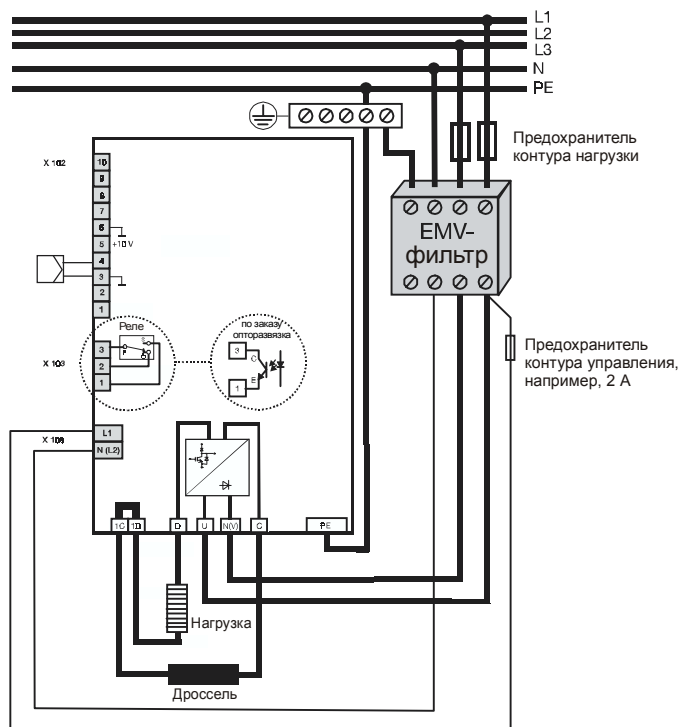 L1
L2
L3
N
PE
Предохранитель
контура нагрузки
X 102
10
9
8
7
6
5
+10 V
4
3
2
1
EMV-
фильтр
Реле
по заказу
опторазвязка
3
C
E
1
X 103
3
2
1
Предохранитель
контура управления,
например, 2 А
L1
N (L2)
1C
1D
D
U
N(V)
C
PE
Нагрузка
Дроссель